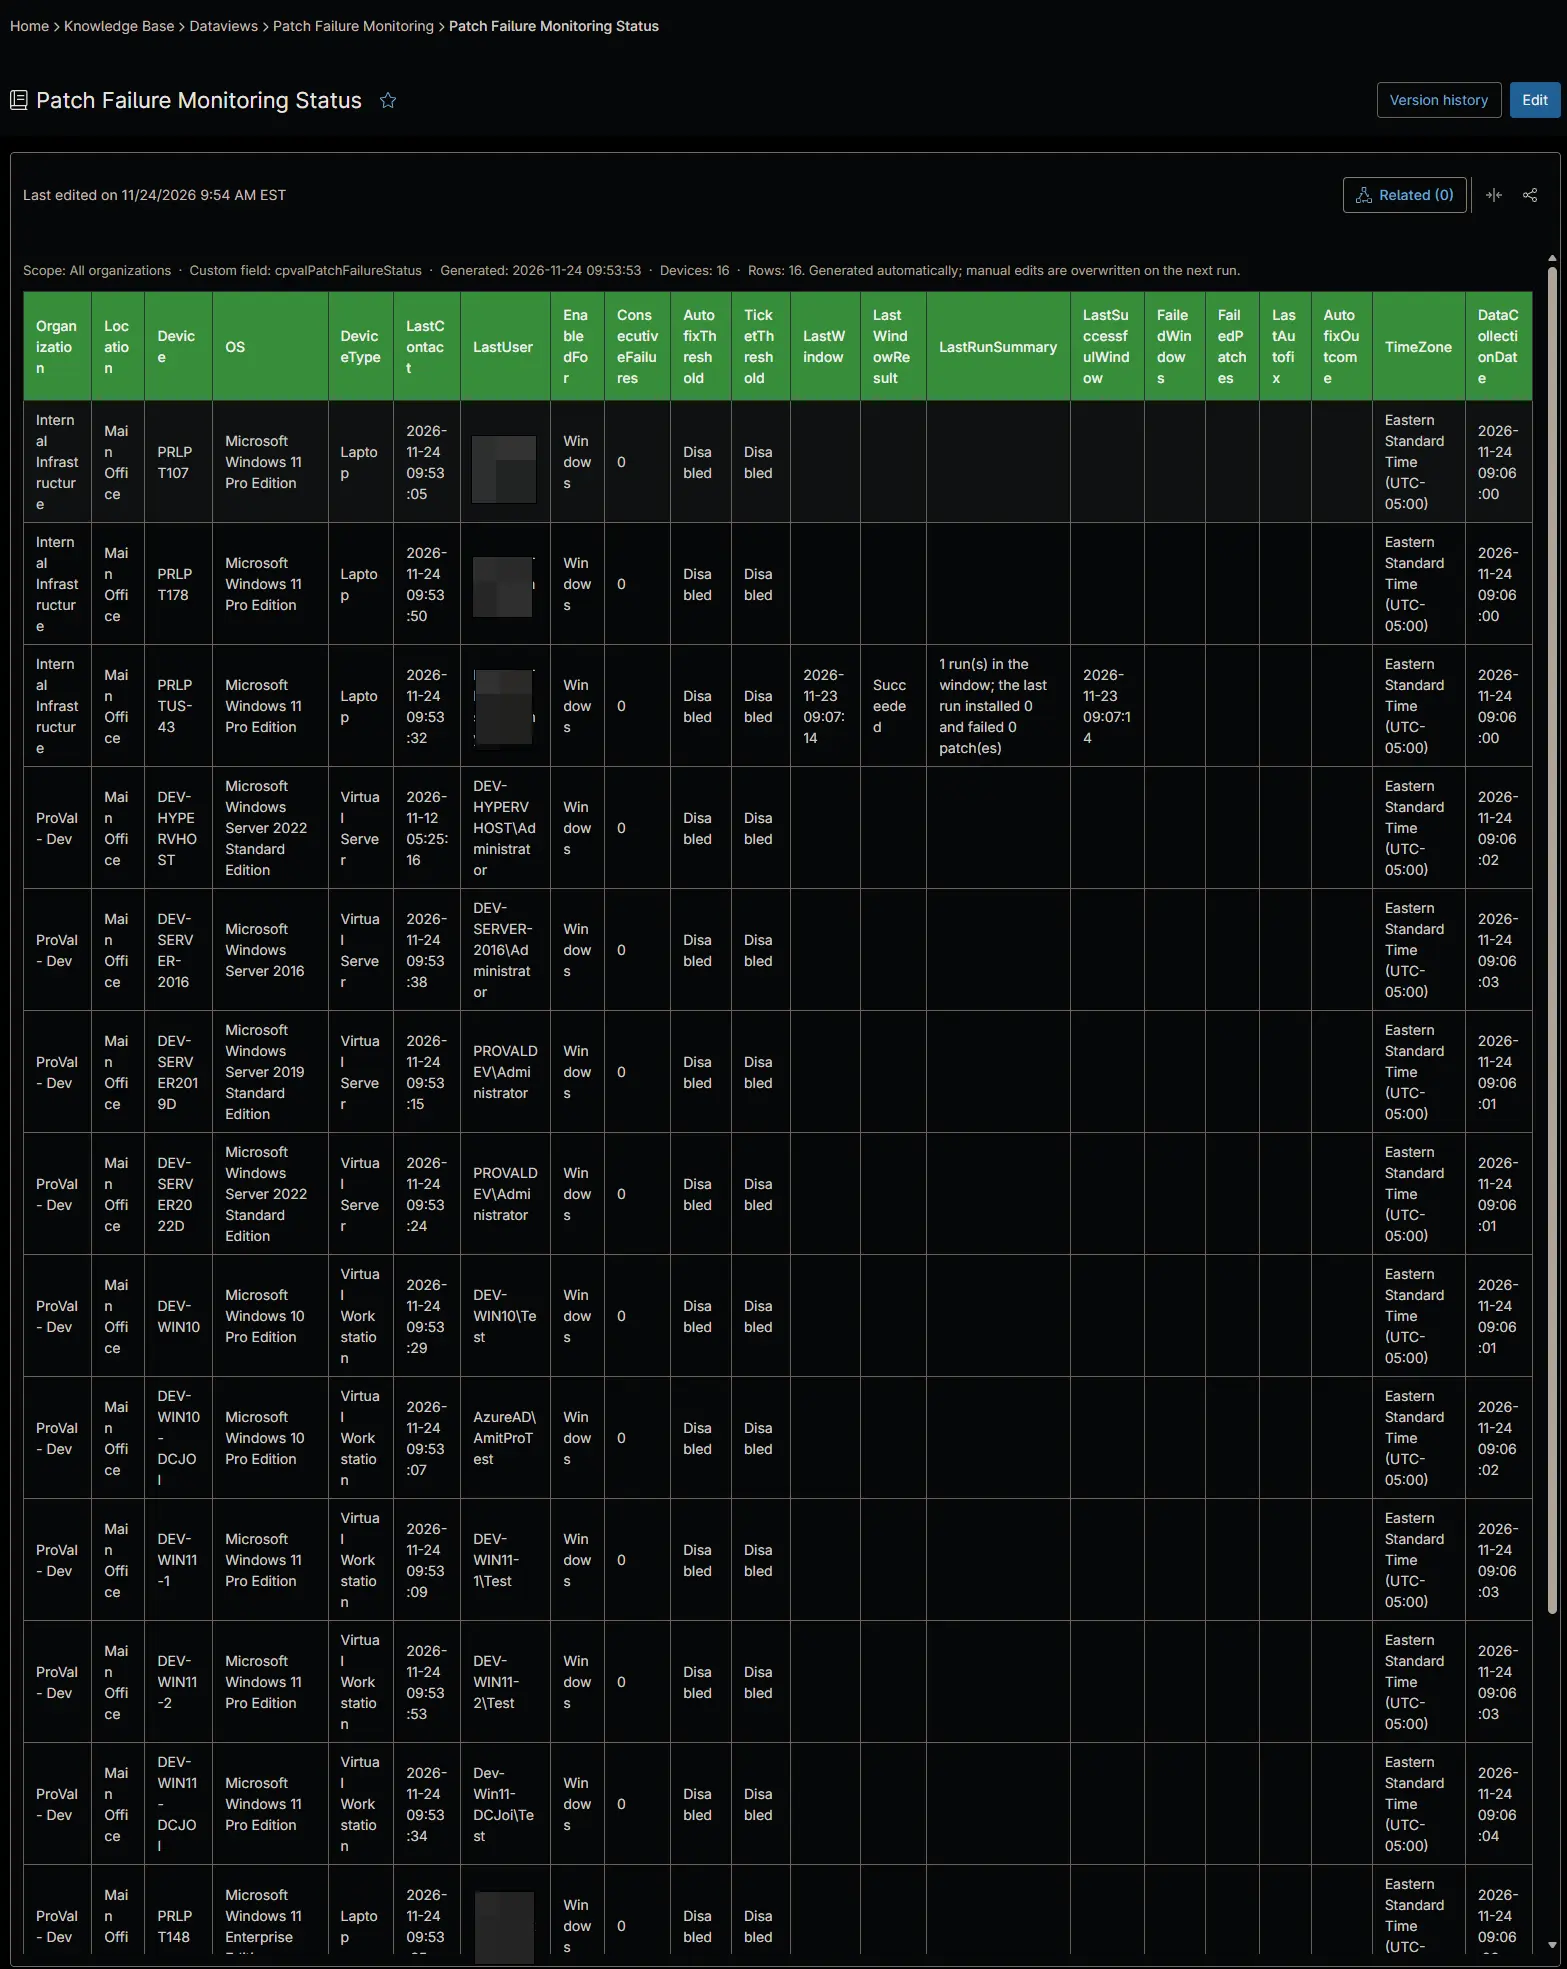 Home > Knowledge Base > Dataviews > Patch Failure Monitoring > Patch Failure Monitoring Status
Patch Failure Monitoring Status
Version history
Edit
Last edited on 11/24/2026 9:54 AM EST
Related (0)
Scope: All organizations · Custom field: cpvalPatchFailureStatus · Generated: 2026-11-24 09:53:53 · Devices: 16 · Rows: 16. Generated automatically; manual edits are overwritten on the next run.
Organization Location Device OS DeviceType LastContact LastUser EnabledFor ConsecutiveFailures AutofixThreshold TicketThreshold LastWindow LastWindowResult LastRunSummary LastSuccessfulWindow FailedWindows FailedPatches LastAutofix AutofixOutcome TimeZone DataCollectionDate
Internal Infrastructure Main Office PRLPT107 Microsoft Windows 11 Pro Edition Laptop 2026-11-24 09:53:05 Windows 0 Disabled Disabled Eastern Standard Time (UTC-05:00) 2026-11-24 09:06:00
Internal Infrastructure Main Office PRLPT178 Microsoft Windows 11 Pro Edition Laptop 2026-11-24 09:53:50 Windows 0 Disabled Disabled Eastern Standard Time (UTC-05:00) 2026-11-24 09:06:00
Internal Infrastructure Main Office PRLPTUS-43 Microsoft Windows 11 Pro Edition Laptop 2026-11-24 09:53:32 Windows 0 Disabled Disabled 2026-11-23 09:07:14 Succeeded 1 run(s) in the window; the last run installed 0 and failed 0 patch(es) 2026-11-23 09:07:14 Eastern Standard Time (UTC-05:00) 2026-11-24 09:06:00
ProVal - Dev Main Office DEV-HYPERVHOST Microsoft Windows Server 2022 Standard Edition Virtual Server 2026-11-12 05:25:16 DEV-HYPERVHOST\Administrator Windows 0 Disabled Disabled Eastern Standard Time (UTC-05:00) 2026-11-24 09:06:02
ProVal - Dev Main Office DEV-SERVER-2016 Microsoft Windows Server 2016 Virtual Server 2026-11-24 09:53:38 DEV-SERVER-2016\Administrator Windows 0 Disabled Disabled Eastern Standard Time (UTC-05:00) 2026-11-24 09:06:03
ProVal - Dev Main Office DEV-SERVER2019D Microsoft Windows Server 2019 Standard Edition Virtual Server 2026-11-24 09:53:15 PROVALDEV\Administrator Windows 0 Disabled Disabled Eastern Standard Time (UTC-05:00) 2026-11-24 09:06:01
ProVal - Dev Main Office DEV-SERVER2022D Microsoft Windows Server 2022 Standard Edition Virtual Server 2026-11-24 09:53:24 PROVALDEV\Administrator Windows 0 Disabled Disabled Eastern Standard Time (UTC-05:00) 2026-11-24 09:06:01
ProVal - Dev Main Office DEV-WIN10 Microsoft Windows 10 Pro Edition Virtual Workstation 2026-11-24 09:53:29 DEV-WIN10\Test Windows 0 Disabled Disabled Eastern Standard Time (UTC-05:00) 2026-11-24 09:06:01
ProVal - Dev Main Office DEV-WIN10-DCJOI Microsoft Windows 10 Pro Edition Virtual Workstation 2026-11-24 09:53:07 AzureAD\AmitProTest Windows 0 Disabled Disabled Eastern Standard Time (UTC-05:00) 2026-11-24 09:06:02
ProVal - Dev Main Office DEV-WIN11-1 Microsoft Windows 11 Pro Edition Virtual Workstation 2026-11-24 09:53:09 DEV-WIN11-1\Test Windows 0 Disabled Disabled Eastern Standard Time (UTC-05:00) 2026-11-24 09:06:03
ProVal - Dev Main Office DEV-WIN11-2 Microsoft Windows 11 Pro Edition Virtual Workstation 2026-11-24 09:53:53 DEV-WIN11-2\Test Windows 0 Disabled Disabled Eastern Standard Time (UTC-05:00) 2026-11-24 09:06:03
ProVal - Dev Main Office DEV-WIN11-DCJOI Microsoft Windows 11 Pro Edition Virtual Workstation 2026-11-24 09:53:34 Dev-Win11-DCJoi\Test Windows 0 Disabled Disabled Eastern Standard Time (UTC-05:00) 2026-11-24 09:06:04
ProVal - Dev Main Offi PRLPT148 Microsoft Windows 11 Enterprise Laptop 2026-11-24 09:53 Windows 0 Disabled Disabled Eastern Standard Time (UTC- 2026-11-24 09:06